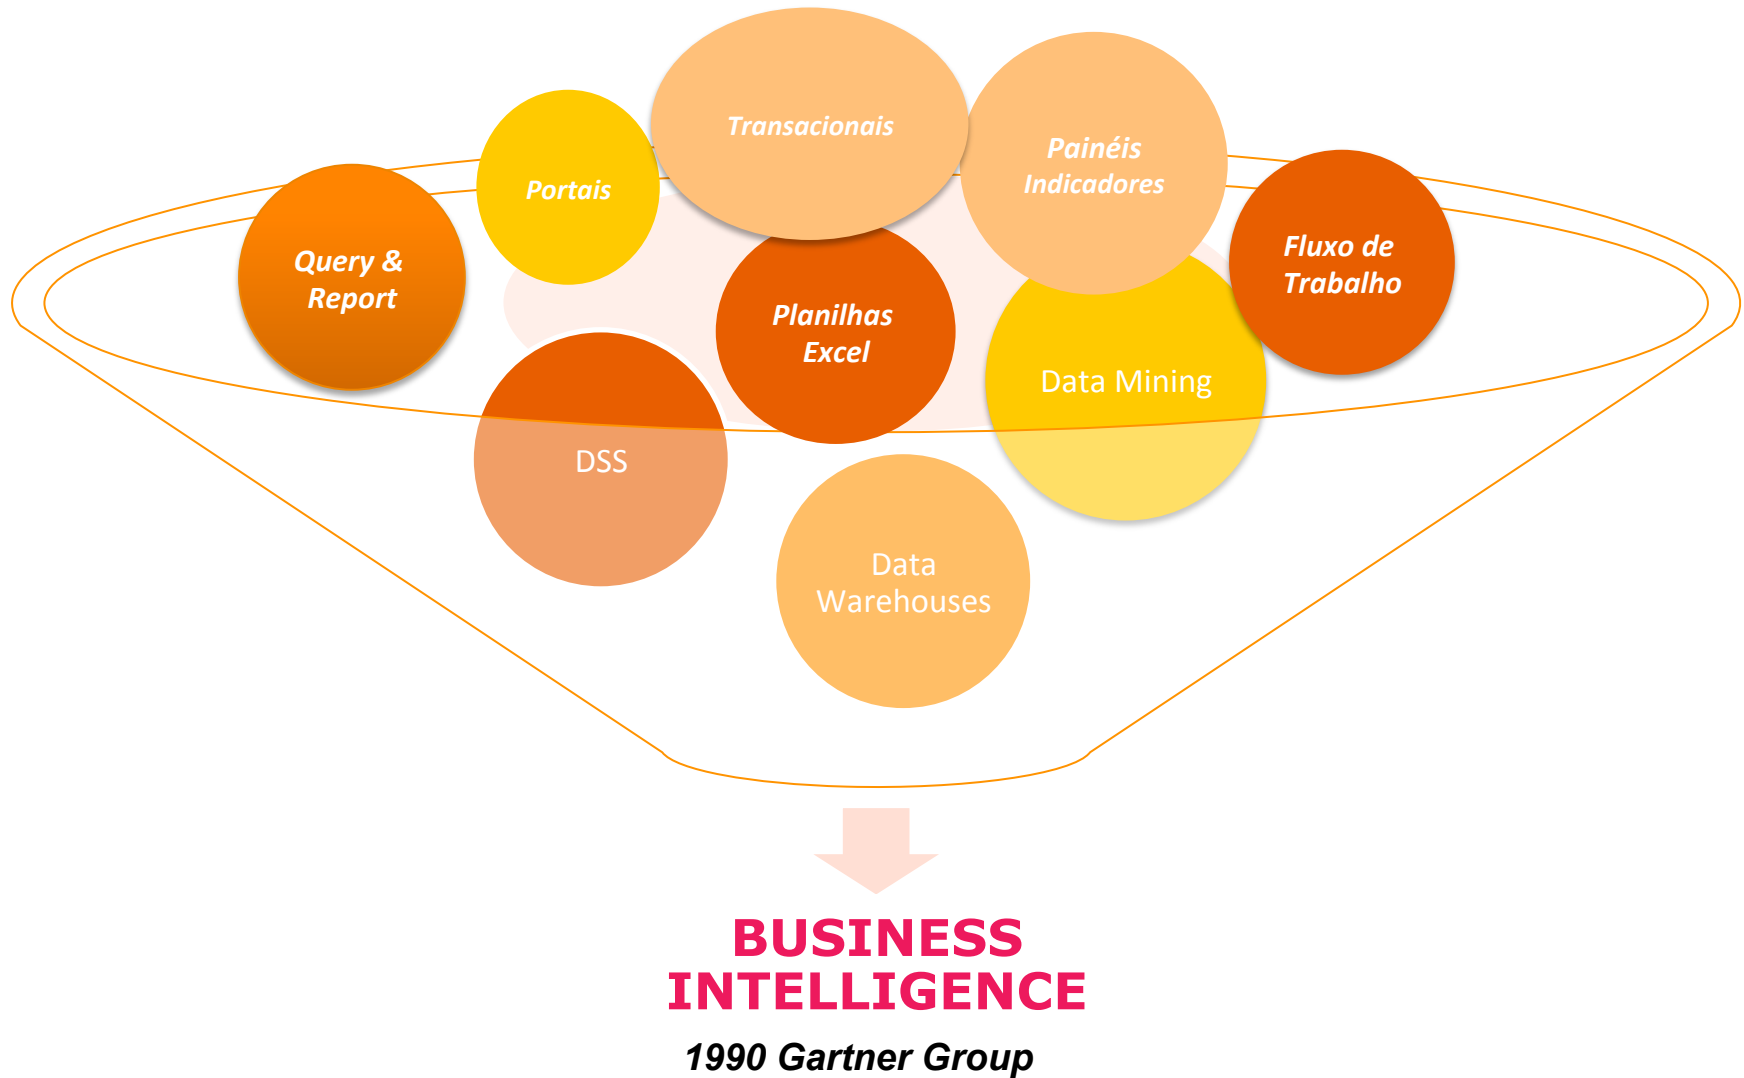 Transacionais
Painéis
Indicadores
Portais
Query &
Report
Fluxo de
Trabalho
Planilhas
Excel
Data Mining
DSS
Data
Warehouses
BUSINESS
INTELLIGENCE
1990 Gartner Group